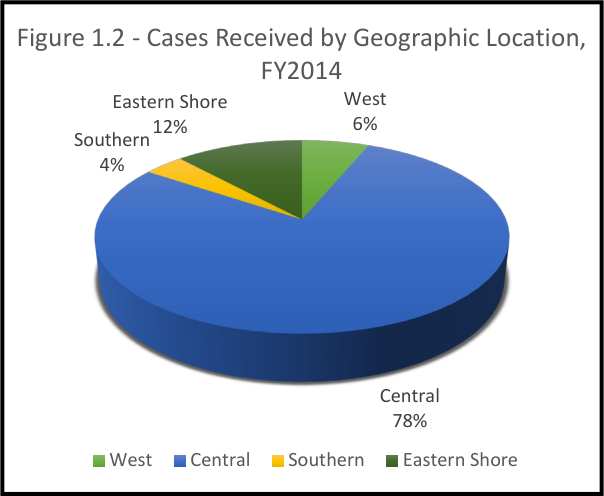 Figure 1.2 - Cases Received by Geographic Location,
FY2014
Eastern Shore
12%
West
6%
Southern
4%
Central
78%
West
Central
Southern
Eastern Shore